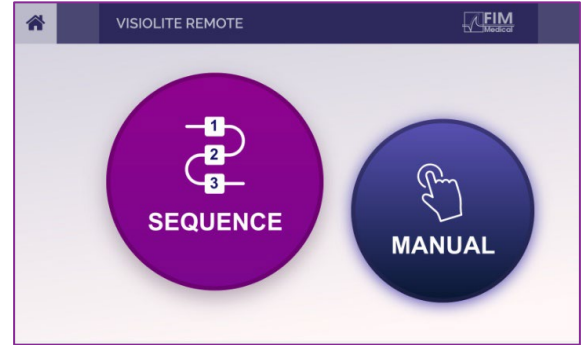 VISIOLITE REMOTE
FIM
Medical
1
2
3
SEQUENCE
MANUAL